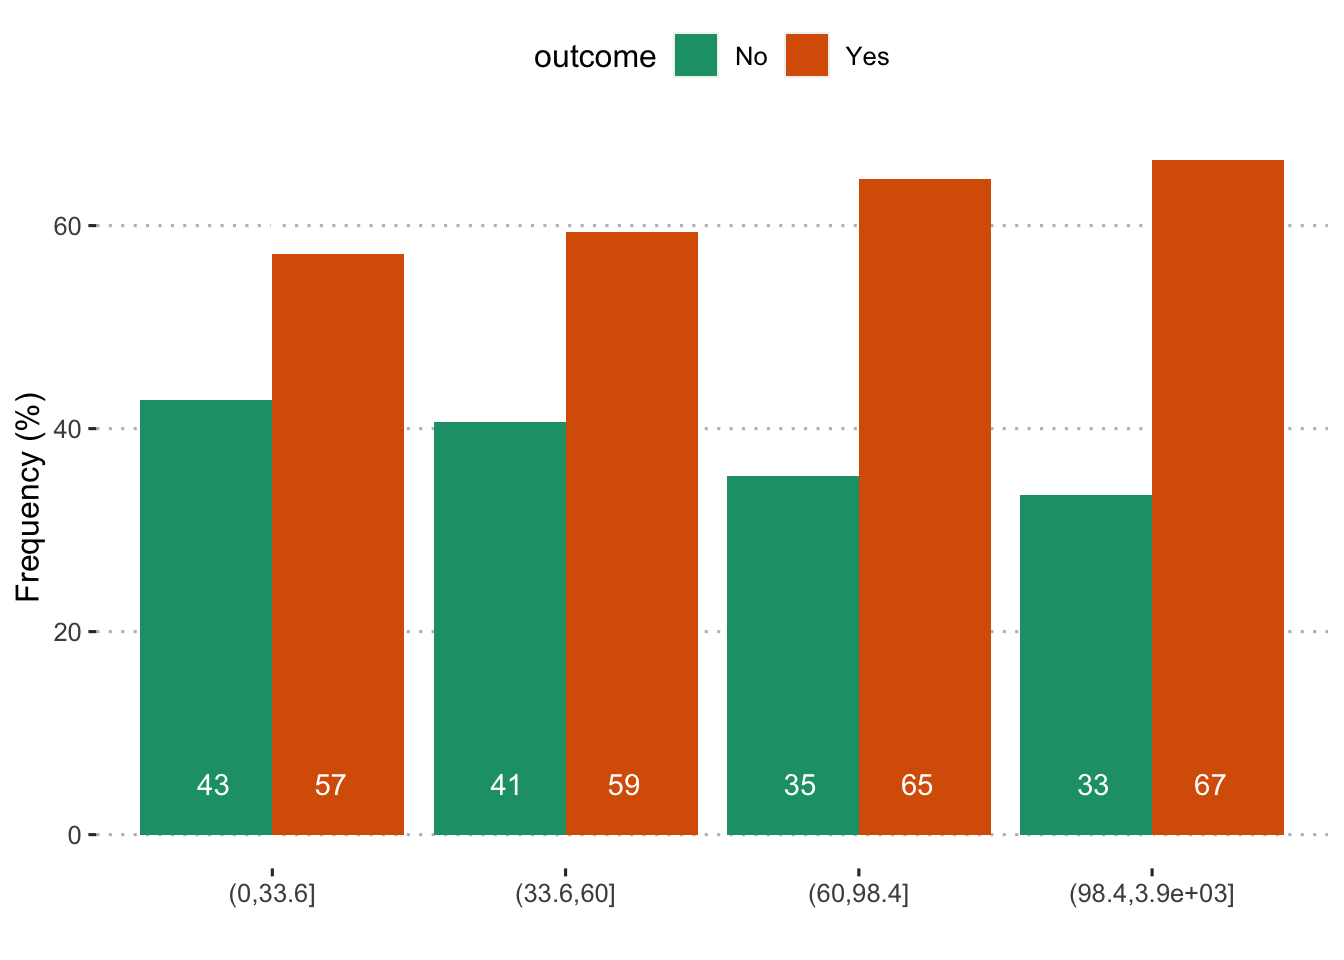 outcome No Yes
Frequency (%)
60
40
20
0
43 57 41 59 35 65 33 67
(0,33.6] (33.6,60] (60,98.4] (98.4,3.9e+03]